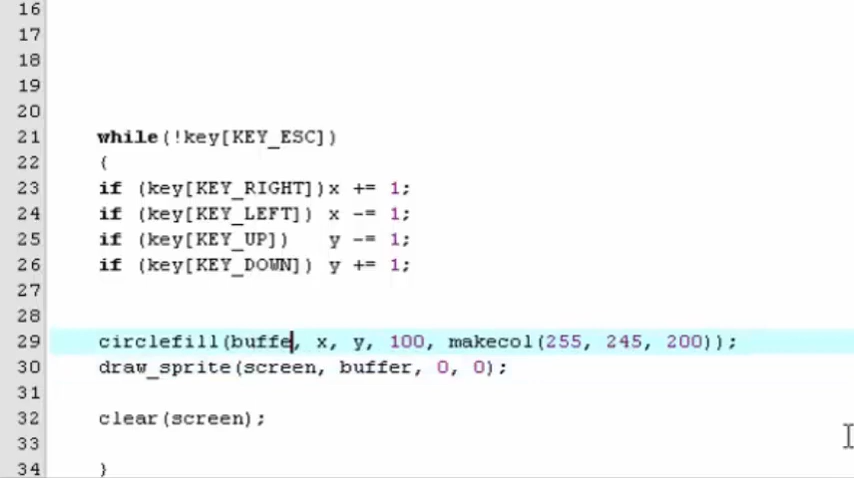 16
17
18
19
20
21 while(!key[KEY_ESC])
22 {
23 if (key[KEY_RIGHT])x += 1;
24 if (key[KEY_LEFT]) x -= 1;
25 if (key[KEY_UP])   y -= 1;
26 if (key[KEY_DOWN]) y += 1;
27
28
29 circlefill(buffe, x, y, 100, makecol(255, 245, 200));
30 draw_sprite(screen, buffer, 0, 0);
31
32 clear(screen);
33
34 }